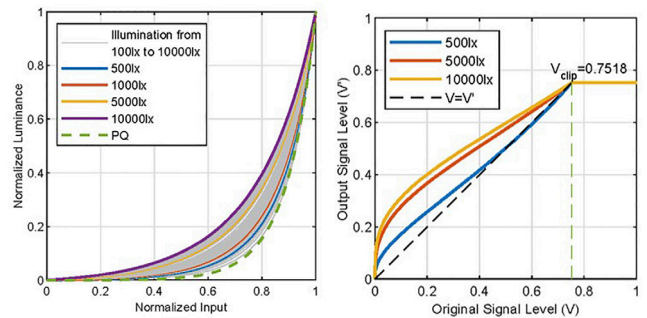 Normalized Luminance
1
0.8
0.6
0.4
0.2
0
Illumination from
100lx to 10000lx
500lx
1000lx
5000lx
10000lx
PQ
0 0.2 0.4 0.6 0.8 1
Normalized Input
Output Signal Level (V')
1
0.8
0.6
0.4
0.2
0
500lx
5000lx
10000lx
V=V'
Vclip=0.7518
0 0.2 0.4 0.6 0.8 1
Original Signal Level (V)